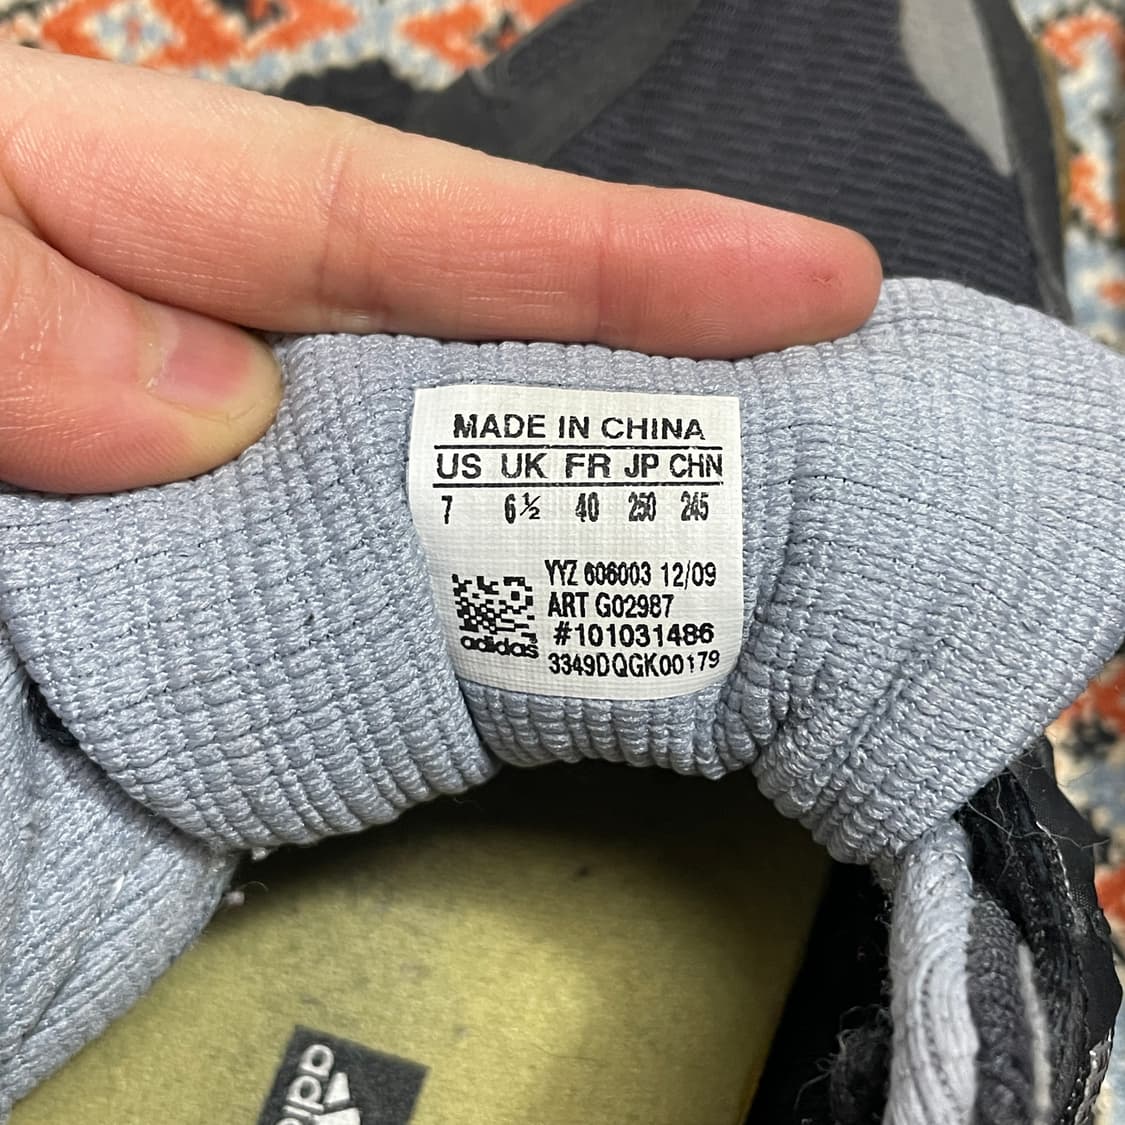 MADE IN CHINA
US UK FR JP CHN
7 6½ 40 250 245
YYZ 606003 12/09
ART G02987
#101031486
adidas
3349DQGK00179
adid